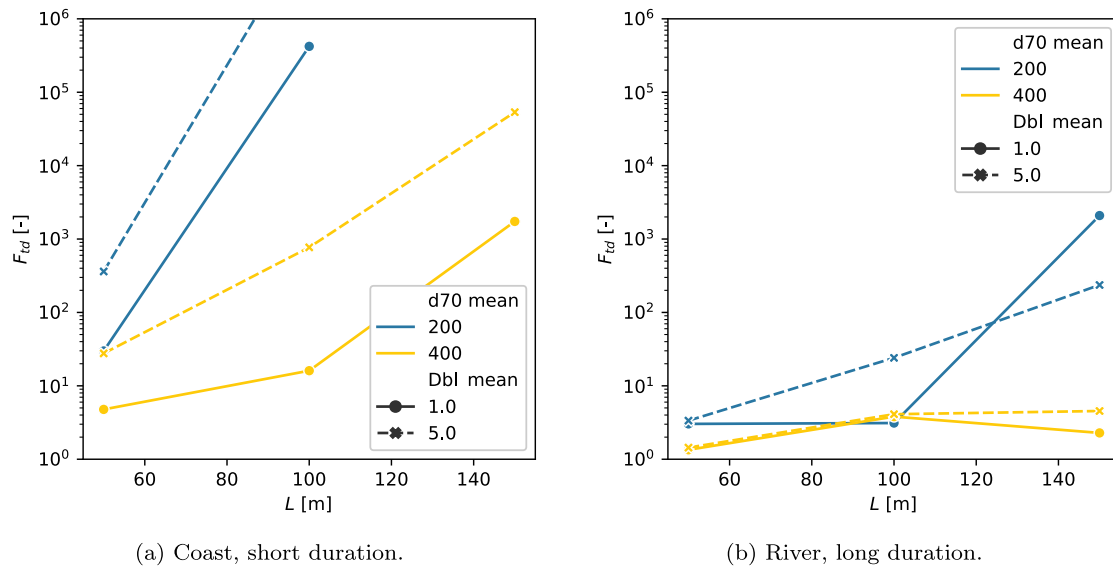 10^6
10^5
10^4
10^3
10^2
10^1
10^0
F_td [-]
60 80 100 120 140
L [m]
d70 mean
200
400
Dbl mean
1.0
5.0
(a) Coast, short duration.
10^6
10^5
10^4
10^3
10^2
10^1
10^0
F_td [-]
60 80 100 120 140
L [m]
d70 mean
200
400
Dbl mean
1.0
5.0
(b) River, long duration.